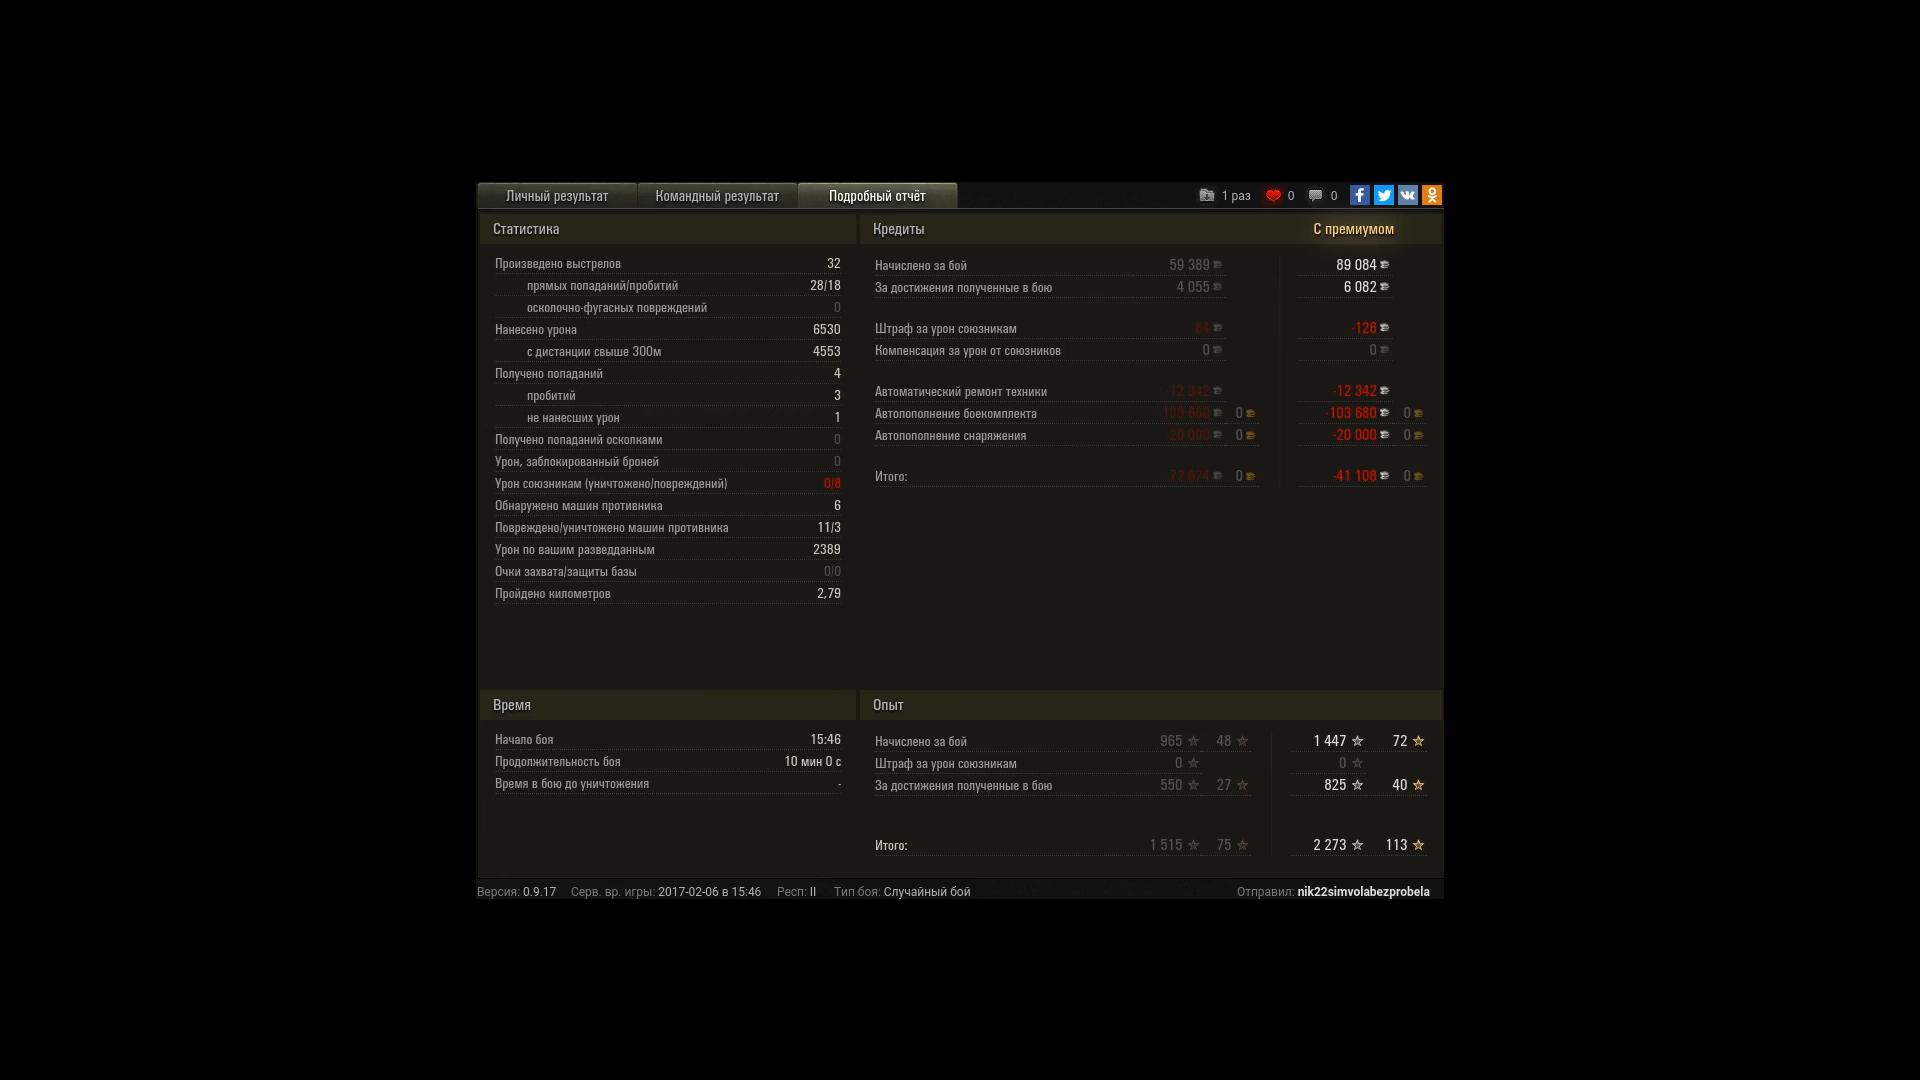 Личный результат Командный результат Подробный отчёт 1 раз 0 0
Статистика
Произведено выстрелов 32
прямых попаданий/пробитий 28/18
осколочно-фугасных повреждений 0
Нанесено урона 6530
с дистанции свыше 300м 4553
Получено попаданий 4
пробитий 3
не нанесших урон 1
Получено попаданий осколками 0
Урон, заблокированный броней 0
Урон союзникам (уничтожено/повреждений) 0/8
Обнаружено машин противника 6
Повреждено/уничтожено машин противника 11/3
Урон по вашим разведданным 2389
Очки захвата/защиты базы 0/0
Пройдено километров 2,79
Кредиты С премиумом
Начислено за бой 59 389 89 084
За достижения полученные в бою 4 055 6 082
Штраф за урон союзникам -84 -126
Компенсация за урон от союзников 0 0
Автоматический ремонт техники -12 342 -12 342
Автопополнение боекомплекта -103 680 0 -103 680 0
Автопополнение снаряжения -20 000 0 -20 000 0
Итого: -72 674 0 -41 108 0
Время
Начало боя 15:46
Продолжительность боя 10 мин 0 с
Время в бою до уничтожения -
Опыт
Начислено за бой 965 48 1 447 72
Штраф за урон союзникам 0 0
За достижения полученные в бою 550 27 825 40
Итого: 1 515 75 2 273 113
Версия: 0.9.17 Серв. вр. игры: 2017-02-06 в 15:46 Респ: II Тип боя: Случайный бой Отправил: nik22simvolabezprobela